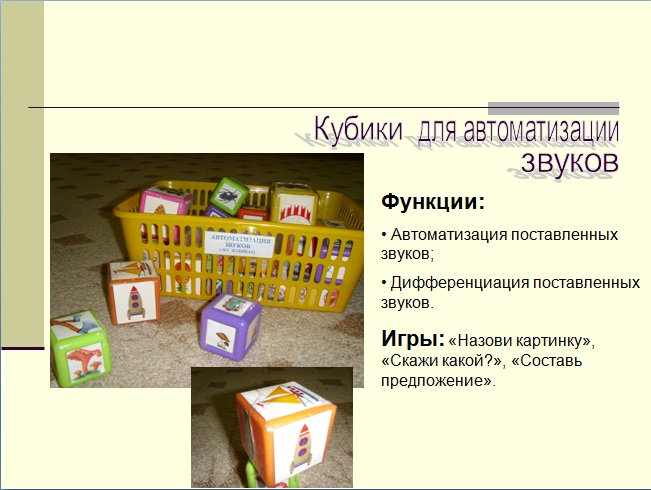 Кубики для автоматизации
звуков
Функции:
• Автоматизация поставленных
звуков;
• Дифференциация поставленных
звуков.
Игры: «Назови картинку»,
«Скажи какой?», «Составь
предложение».
АВТОМАТИЗАЦИЯ
ЗВУКОВ